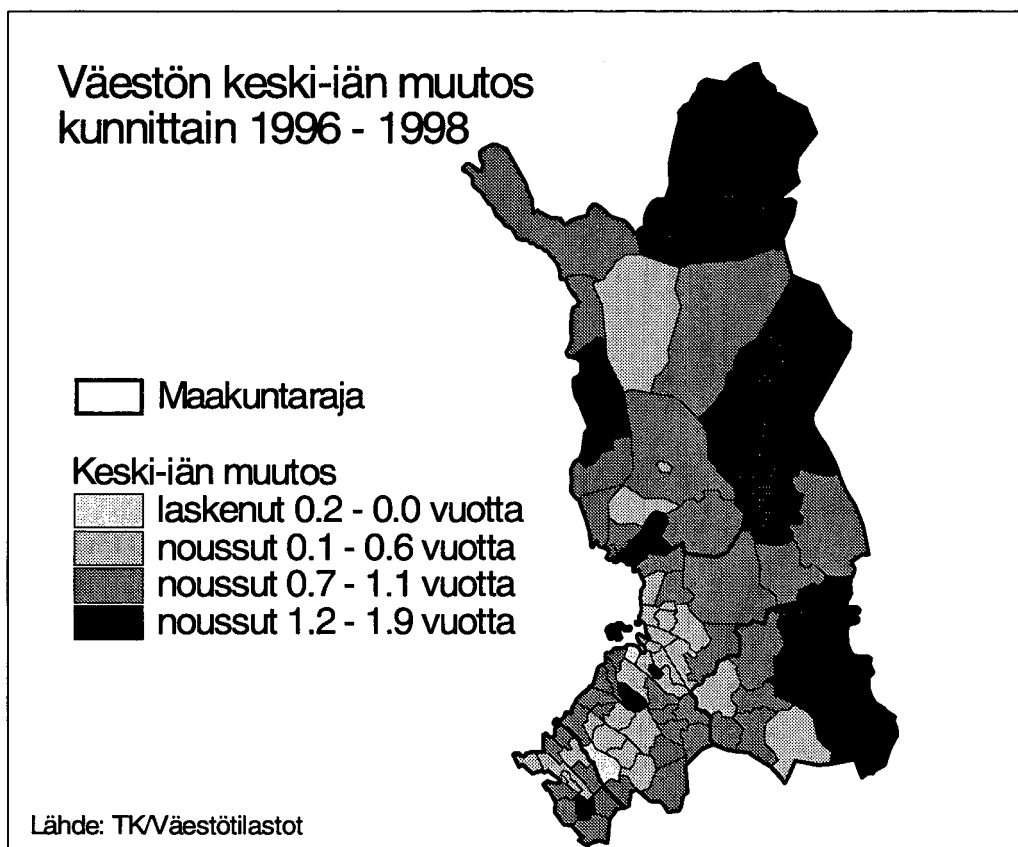 Väestön keski-iän muutos
kunnittain 1996 - 1998
Maakuntaraja
Keski-iän muutos
laskenut 0.2 - 0.0 vuotta
noussut 0.1 - 0.6 vuotta
noussut 0.7 - 1.1 vuotta
noussut 1.2 - 1.9 vuotta
Lähde: TK/Väestötilastot